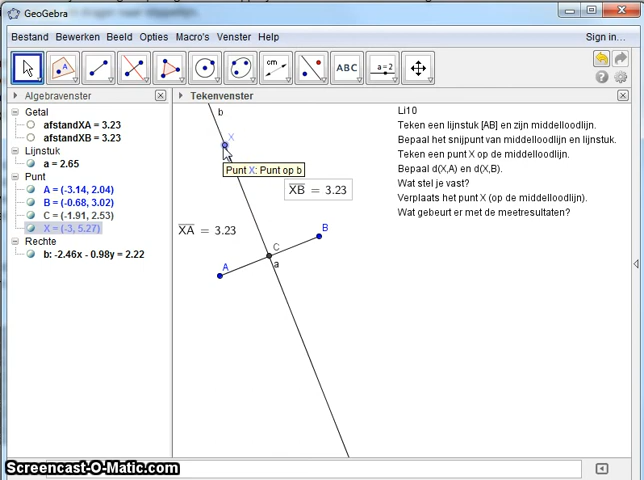 GeoGebra
Bestand Bewerken Beeld Opties Macro's Venster Help Sign in...
ABC
a = 2
cm
A
Algebravenster
Tekenvenster
Getal
afstandXA = 3.23
afstandXB = 3.23
Lijnstuk
a = 2.65
Punt
A = (-3.14, 2.04)
B = (-0.68, 3.02)
C = (-1.91, 2.53)
X = (-3, 5.27)
Rechte
b: -2.46x - 0.98y = 2.22
b
X
Punt X: Punt op b
XB = 3.23
XA = 3.23
B
C
A
a
Li10
Teken een lijnstuk [AB] en zijn middelloodlijn.
Bepaal het snijpunt van middelloodlijn en lijnstuk.
Teken een punt X op de middelloodlijn.
Bepaal d(X,A) en d(X,B).
Wat stel je vast?
Verplaats het punt X (op de middelloodlijn).
Wat gebeurt er met de meetresultaten?
Screencast-O-Matic.com